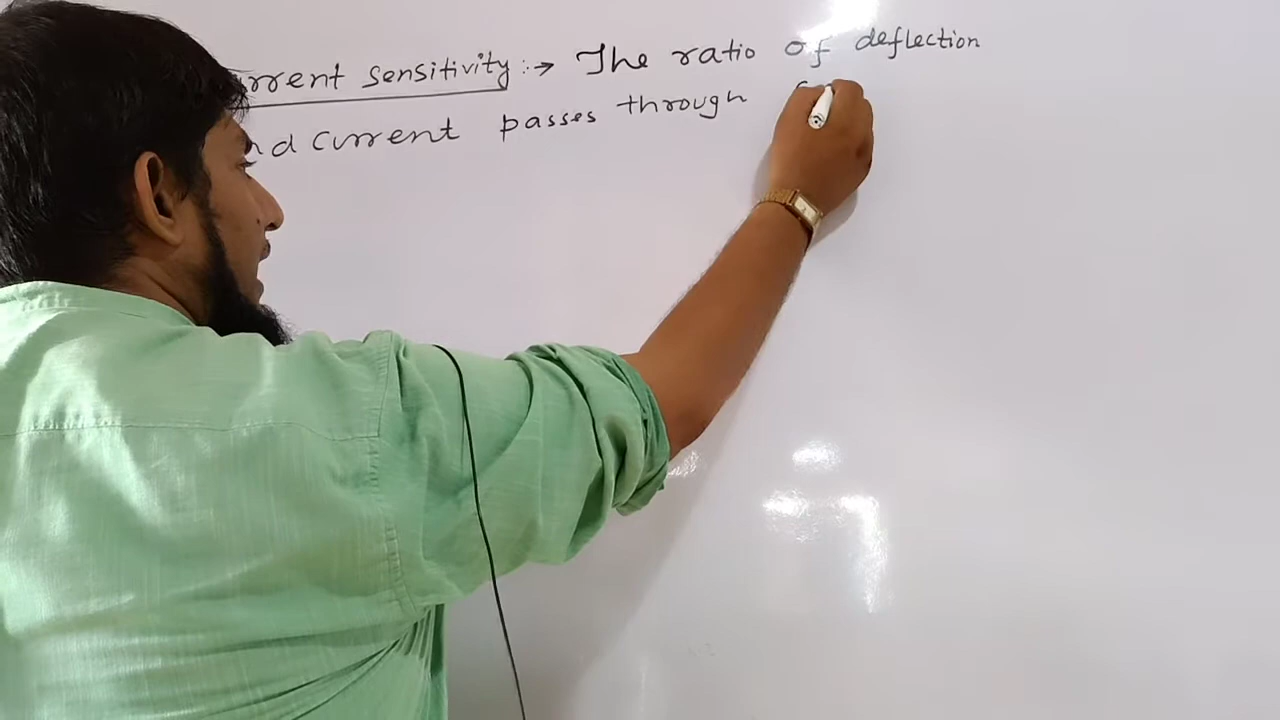 urrent sensitivity :→ The ratio of deflection
nd current passes through